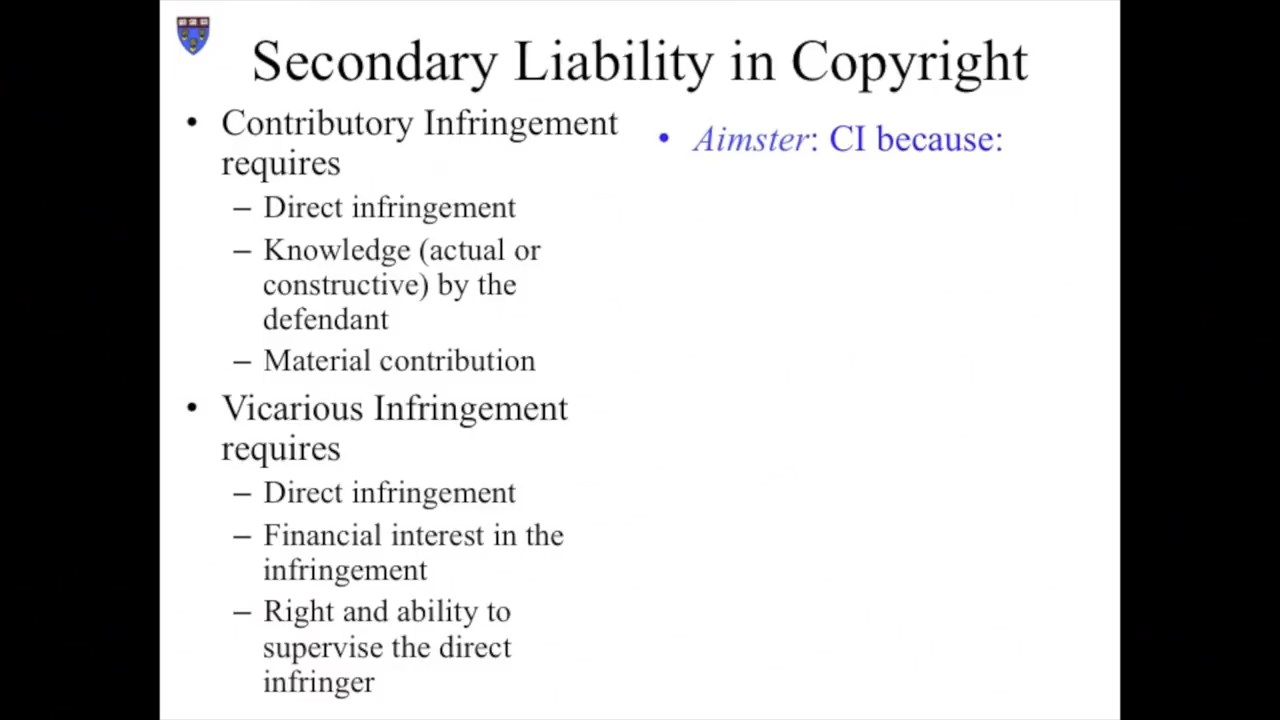 Secondary Liability in Copyright
• Contributory Infringement
requires
– Direct infringement
– Knowledge (actual or
constructive) by the
defendant
– Material contribution
• Vicarious Infringement
requires
– Direct infringement
– Financial interest in the
infringement
– Right and ability to
supervise the direct
infringer
• Aimster: CI because: